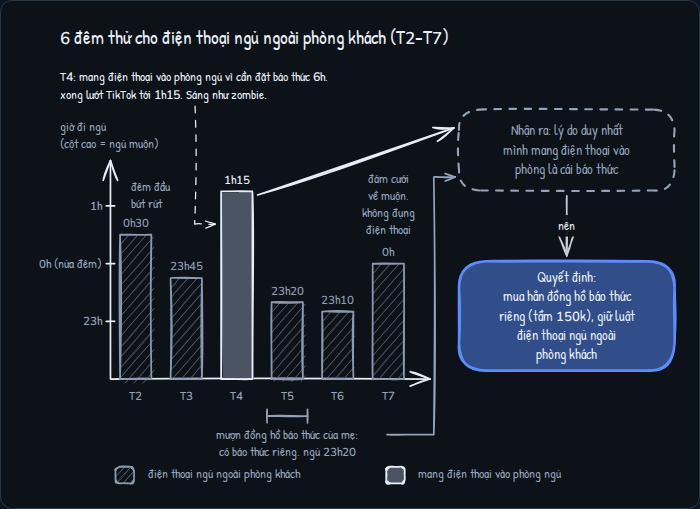 6 đêm thử cho điện thoại ngủ ngoài phòng khách (T2–T7)
T4: mang điện thoại vào phòng ngủ vì cần đặt báo thức 6h.
xong lướt TikTok tới 1h15. Sáng như zombie.
giờ đi ngủ
(cột cao = ngủ muộn)
1h
0h (nửa đêm)
23h
đêm đầu
bứt rứt
0h30
23h45
1h15
23h20
23h10
đám cưới
về muộn.
không đụng
điện thoại
0h
T2
T3
T4
T5
T6
T7
mượn đồng hồ báo thức của mẹ:
có báo thức riêng. ngủ 23h20
Nhận ra: lý do duy nhất
mình mang điện thoại vào
phòng là cái báo thức
nên
Quyết định:
mua hẳn đồng hồ báo thức
riêng (tầm 150k), giữ luật
điện thoại ngủ ngoài
phòng khách
điện thoại ngủ ngoài phòng khách
mang điện thoại vào phòng ngủ